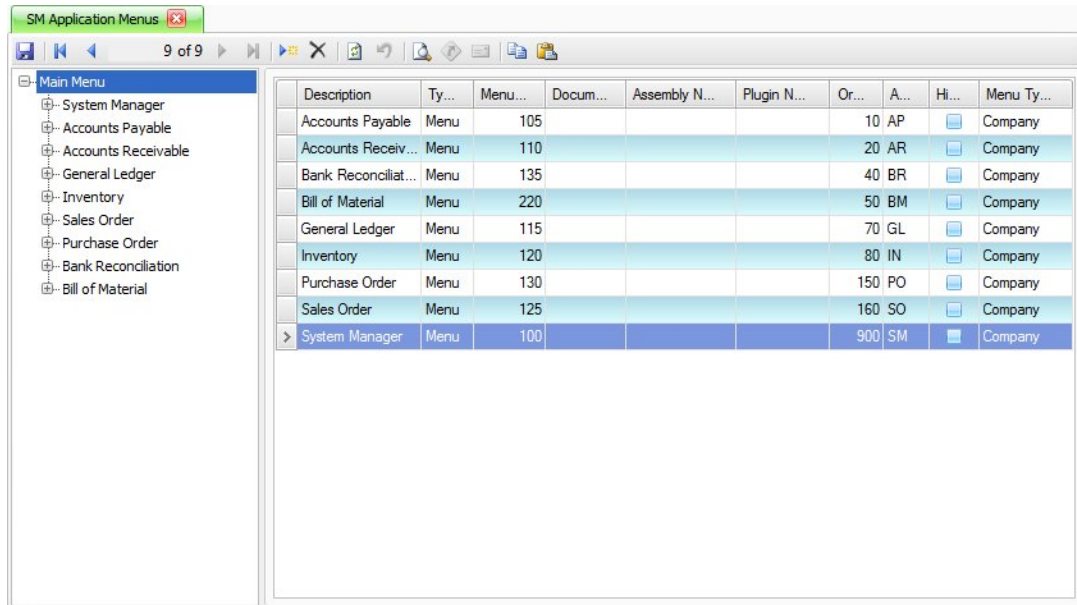 SM Application Menus
9 of 9
Main Menu
System Manager
Accounts Payable
Accounts Receivable
General Ledger
Inventory
Sales Order
Purchase Order
Bank Reconciliation
Bill of Material
Description Ty... Menu... Docum... Assembly N... Plugin N... Or... A... Hi... Menu Ty...
Accounts Payable Menu 105 10 AP Company
Accounts Receiv... Menu 110 20 AR Company
Bank Reconciliat... Menu 135 40 BR Company
Bill of Material Menu 220 50 BM Company
General Ledger Menu 115 70 GL Company
Inventory Menu 120 80 IN Company
Purchase Order Menu 130 150 PO Company
Sales Order Menu 125 160 SO Company
System Manager Menu 100 900 SM Company